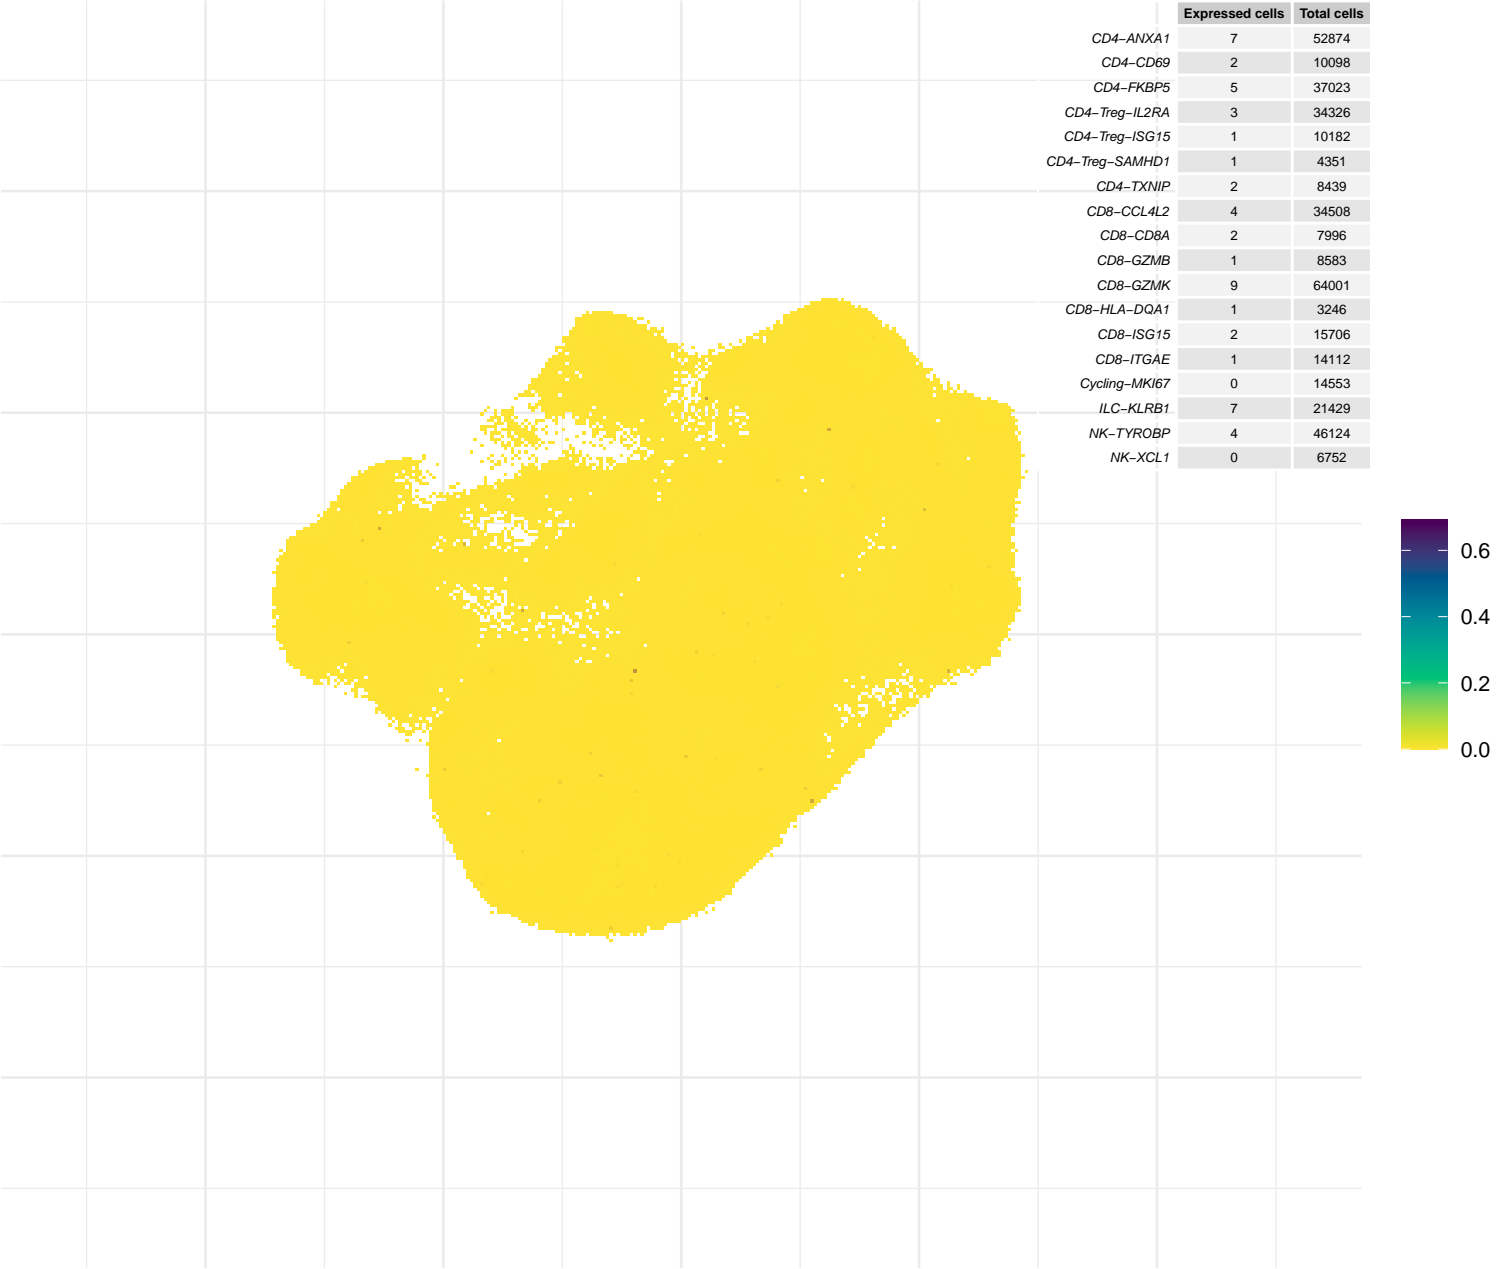 Expressed cells Total cells
CD4−ANXA1 7 52874
CD4−CD69 2 10098
CD4−FKBP5 5 37023
CD4−Treg−IL2RA 3 34326
CD4−Treg−ISG15 1 10182
CD4−Treg−SAMHD1 1 4351
CD4−TXNIP 2 8439
CD8−CCL4L2 4 34508
CD8−CD8A 2 7996
CD8−GZMB 1 8583
CD8−GZMK 9 64001
CD8−HLA−DQA1 1 3246
CD8−ISG15 2 15706
CD8−ITGAE 1 14112
Cycling−MKI67 0 14553
ILC−KLRB1 7 21429
NK−TYROBP 4 46124
NK−XCL1 0 6752
0.6
0.4
0.2
0.0